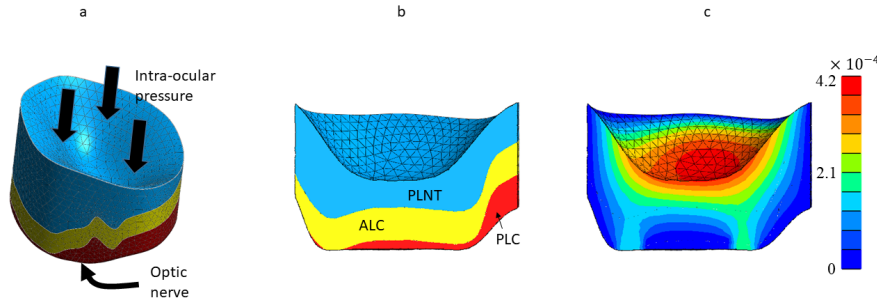 a
b
c
Intra-ocular
pressure
Optic
nerve
PLNT
ALC
PLC
× 10⁻⁴
4.2
2.1
0